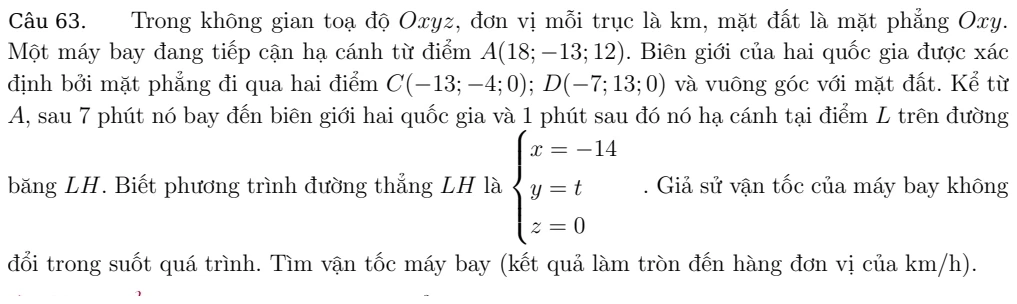 Câu 63. Trong không gian toạ độ Oxyz, đơn vị mỗi trục là km, mặt đất là mặt phẳng Oxy.
Một máy bay đang tiếp cận hạ cánh từ điểm A(18; −13; 12). Biên giới của hai quốc gia được xác
định bởi mặt phẳng đi qua hai điểm C(−13; −4; 0); D(−7; 13; 0) và vuông góc với mặt đất. Kể từ
A, sau 7 phút nó bay đến biên giới hai quốc gia và 1 phút sau đó nó hạ cánh tại điểm L trên đường
băng LH. Biết phương trình đường thẳng LH là { x = −14
y = t
z = 0 . Giả sử vận tốc của máy bay không
đổi trong suốt quá trình. Tìm vận tốc máy bay (kết quả làm tròn đến hàng đơn vị của km/h).